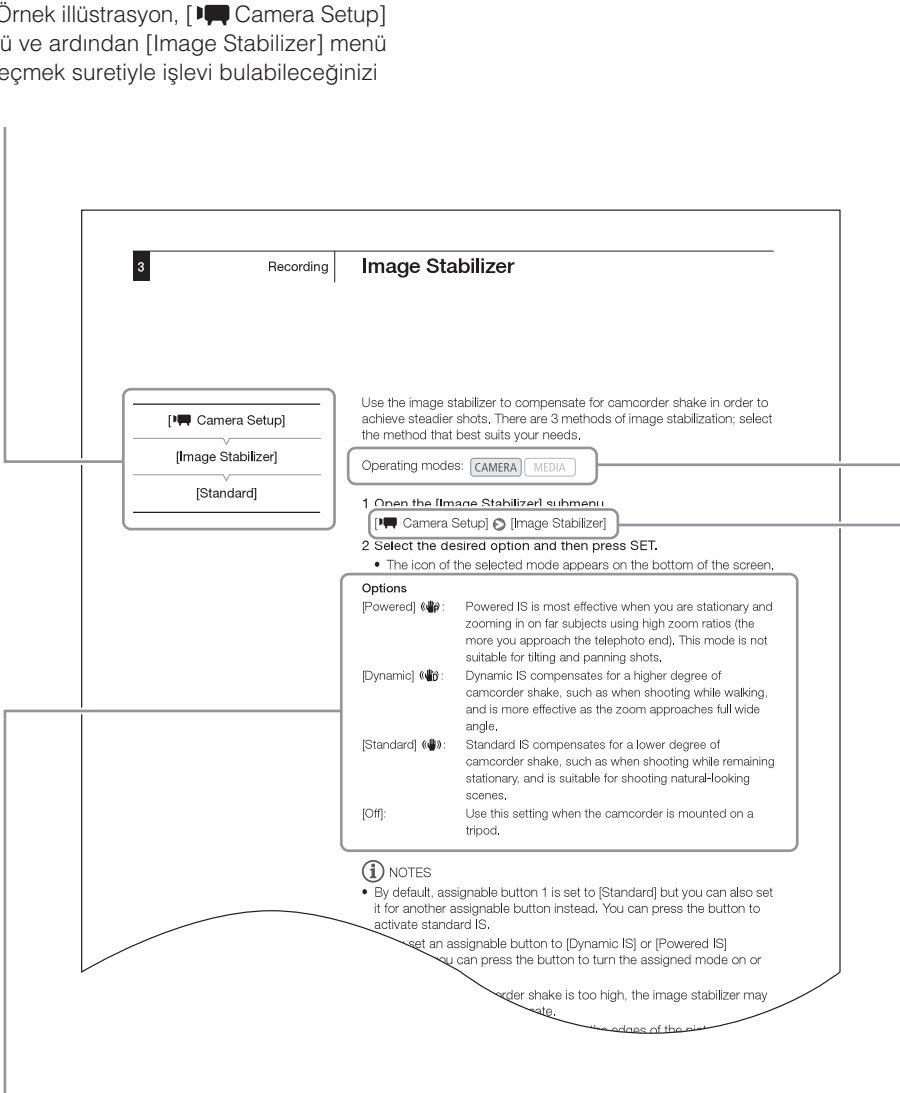 Örnek illüstrasyon, [ Camera Setup]
ü ve ardından [Image Stabilizer] menü
eçmek suretiyle işlevi bulabileceğinizi
3 Recording Image Stabilizer
[ Camera Setup]
[Image Stabilizer]
[Standard]
Use the image stabilizer to compensate for camcorder shake in order to
achieve steadier shots. There are 3 methods of image stabilization; select
the method that best suits your needs.
Operating modes: CAMERA MEDIA
1 Open the [Image Stabilizer] submenu
[ Camera Setup] [Image Stabilizer]
2 Select the desired option and then press SET.
• The icon of the selected mode appears on the bottom of the screen.
Options
[Powered] : Powered IS is most effective when you are stationary and
zooming in on far subjects using high zoom ratios (the
more you approach the telephoto end). This mode is not
suitable for tilting and panning shots.
[Dynamic] : Dynamic IS compensates for a higher degree of
camcorder shake, such as when shooting while walking,
and is more effective as the zoom approaches full wide
angle.
[Standard] : Standard IS compensates for a lower degree of
camcorder shake, such as when shooting while remaining
stationary, and is suitable for shooting natural-looking
scenes.
[Off]: Use this setting when the camcorder is mounted on a
tripod.
NOTES
• By default, assignable button 1 is set to [Standard] but you can also set
it for another assignable button instead. You can press the button to
activate standard IS.
set an assignable button to [Dynamic IS] or [Powered IS]
you can press the button to turn the assigned mode on or
order shake is too high, the image stabilizer may
ate.
the edges of the